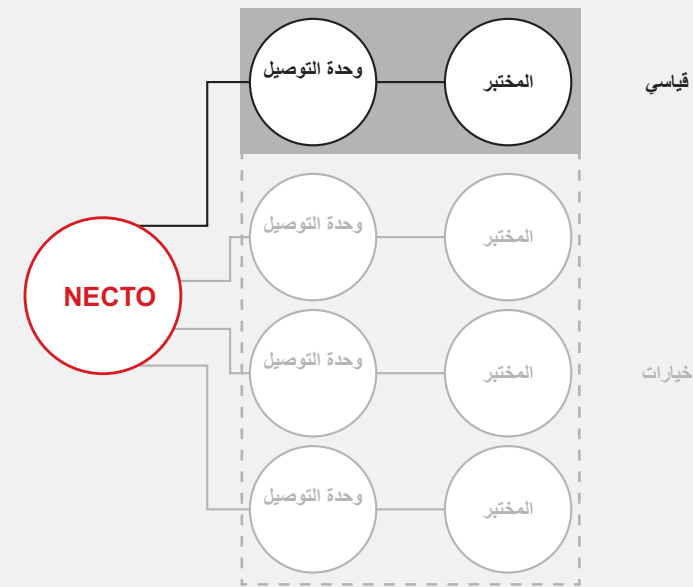 وحدة التوصيل
المختبر
قياسي
وحدة التوصيل
المختبر
NECTO
وحدة التوصيل
المختبر
خيارات
وحدة التوصيل
المختبر